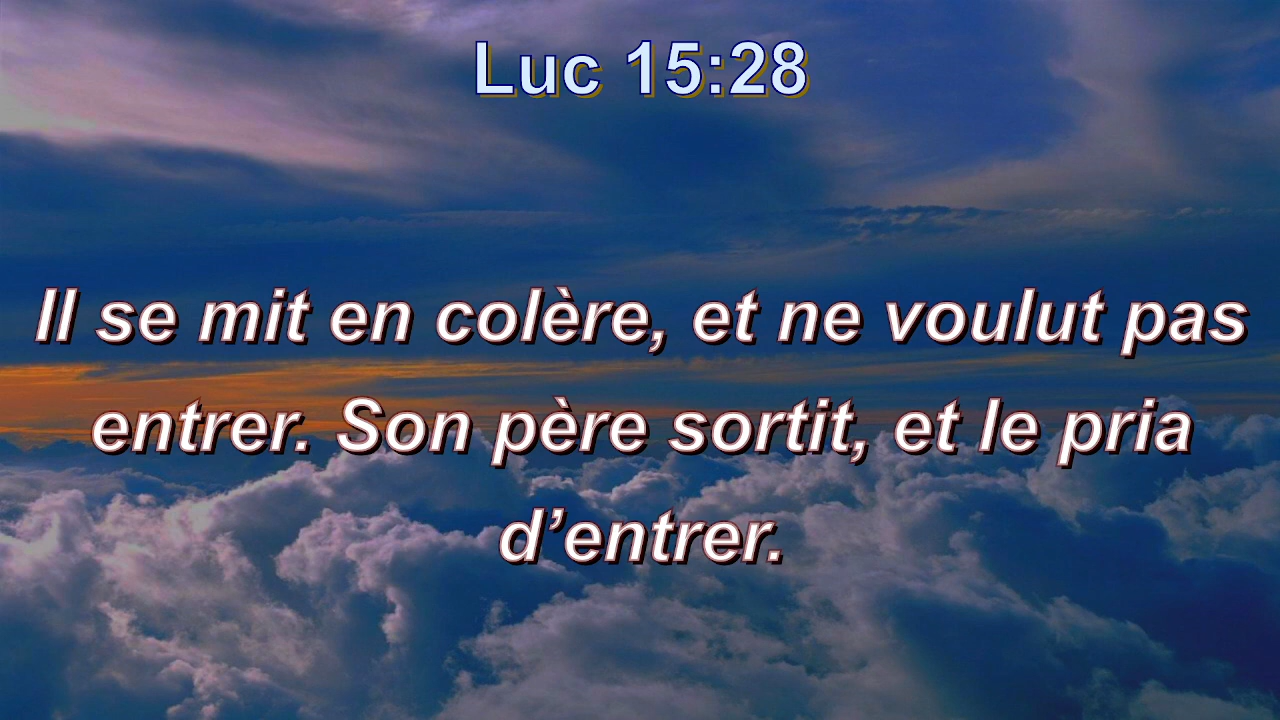 Luc 15:28
Il se mit en colère, et ne voulut pas
entrer. Son père sortit, et le pria
d’entrer.